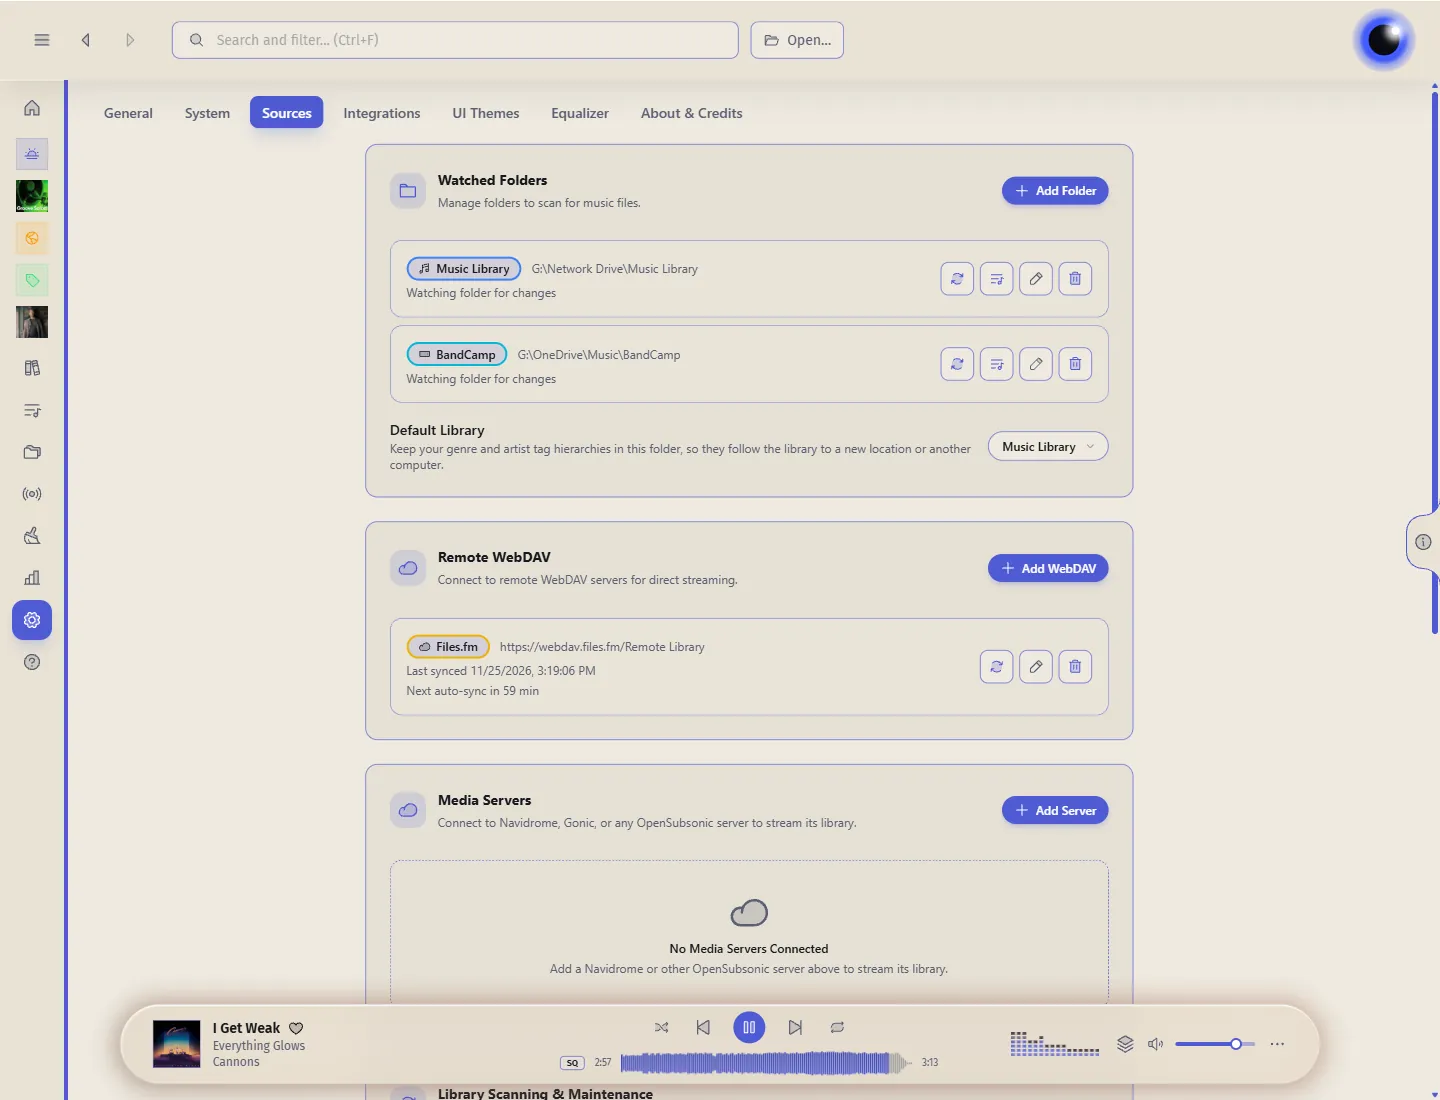 Search and filter... (Ctrl+F)
Open...
General
System
Sources
Integrations
UI Themes
Equalizer
About & Credits
Watched Folders
Manage folders to scan for music files.
Add Folder
Music Library
G:\Network Drive\Music Library
Watching folder for changes
BandCamp
G:\OneDrive\Music\BandCamp
Watching folder for changes
Default Library
Keep your genre and artist tag hierarchies in this folder, so they follow the library to a new location or another
computer.
Music Library
Remote WebDAV
Connect to remote WebDAV servers for direct streaming.
Add WebDAV
Files.fm
https://webdav.files.fm/Remote Library
Last synced 11/25/2026, 3:19:06 PM
Next auto-sync in 59 min
Media Servers
Connect to Navidrome, Gonic, or any OpenSubsonic server to stream its library.
Add Server
No Media Servers Connected
Add a Navidrome or other OpenSubsonic server above to stream its library.
I Get Weak
Everything Glows
Cannons
SQ
2:57
3:13
Library Scanning & Maintenance